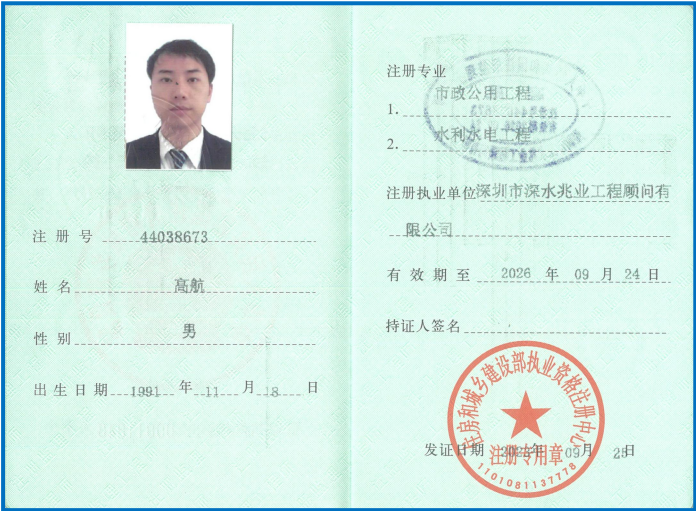 注册号 44038673
姓名 高航
性别 男
出生日期 1991 年 11 月 18 日
注册专业
1. 市政公用工程
2. 水利水电工程
注册执业单位 深圳市深水兆业工程顾问有
限公司
有效期至 2026 年 09 月 24 日
持证人签名
住房和城乡建设部执业资格注册中心
注册专用章
1101081137778
发证日期 年 09 月 25 日